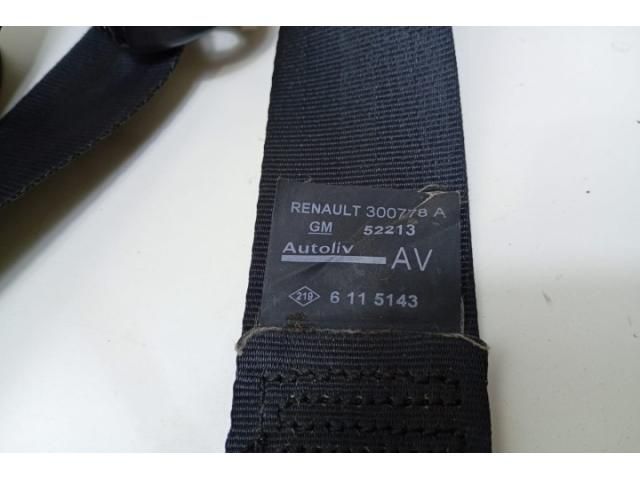 RENAULT 300778 A
GM 52213
Autoliv AV
219 6 11 5143